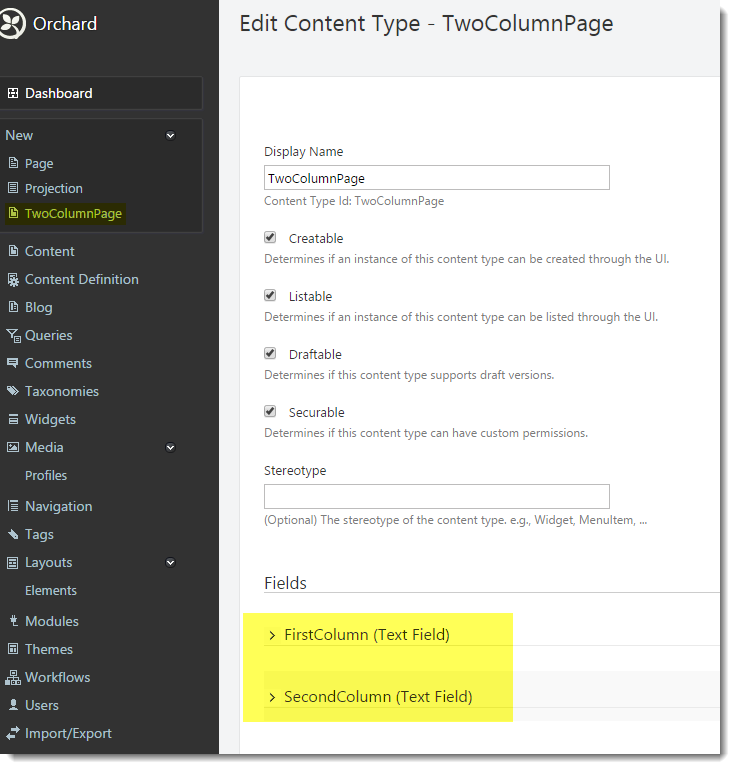 Orchard
Dashboard
New
Page
Projection
TwoColumnPage
Content
Content Definition
Blog
Queries
Comments
Taxonomies
Widgets
Media
Profiles
Navigation
Tags
Layouts
Elements
Modules
Themes
Workflows
Users
Import/Export
Edit Content Type - TwoColumnPage
Display Name
TwoColumnPage
Content Type Id: TwoColumnPage
Creatable
Determines if an instance of this content type can be created through the UI.
Listable
Determines if an instance of this content type can be listed through the UI.
Draftable
Determines if this content type supports draft versions.
Securable
Determines if this content type can have custom permissions.
Stereotype
(Optional) The stereotype of the content type. e.g., Widget, MenuItem, ...
Fields
FirstColumn (Text Field)
SecondColumn (Text Field)